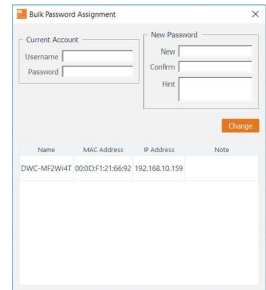 Bulk Password Assignment
Current Account
Username
Password
New Password
New
Confirm
Hint
Change
Name MAC Address IP Address Note
DWC-MF2Wi4T 00:0D:F1:21:66:92 192.168.10.159